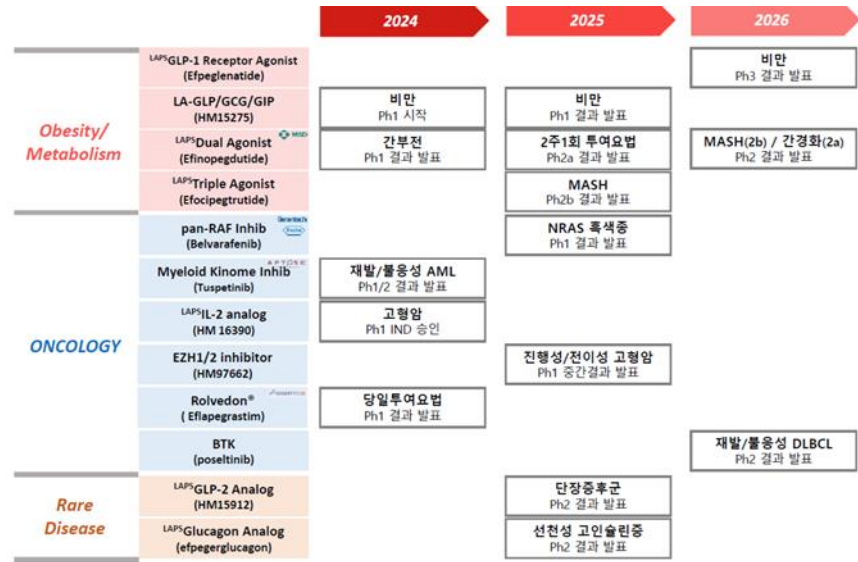 2024
2025
2026
Obesity/
Metabolism
LAPSGLP-1 Receptor Agonist
(Efpeglenatide)
비만
Ph3 결과 발표
LA-GLP/GCG/GIP
(HM15275)
비만
Ph1 시작
비만
Ph1 결과 발표
LAPSDual Agonist
(Efinopegdutide)
MSD
간부전
Ph1 결과 발표
2주1회 투여요법
Ph2a 결과 발표
MASH(2b) / 간경화(2a)
Ph2 결과 발표
LAPSTriple Agonist
(Efocipegtrutide)
MASH
Ph2b 결과 발표
ONCOLOGY
pan-RAF Inhib
(Belvarafenib)
Genentech
Roche
NRAS 흑색종
Ph1 결과 발표
Myeloid Kinome Inhib
(Tuspetinib)
APTOSE
재발/불응성 AML
Ph1/2 결과 발표
LAPSIL-2 analog
(HM 16390)
고형암
Ph1 IND 승인
EZH1/2 inhibitor
(HM97662)
진행성/전이성 고형암
Ph1 중간결과 발표
Rolvedon®
( Eflapegrastim)
당일투여요법
Ph1 결과 발표
BTK
(poseltinib)
재발/불응성 DLBCL
Ph2 결과 발표
Rare
Disease
LAPSGLP-2 Analog
(HM15912)
단장증후군
Ph2 결과 발표
LAPSGlucagon Analog
(efpegerglucagon)
선천성 고인슐린증
Ph2 결과 발표